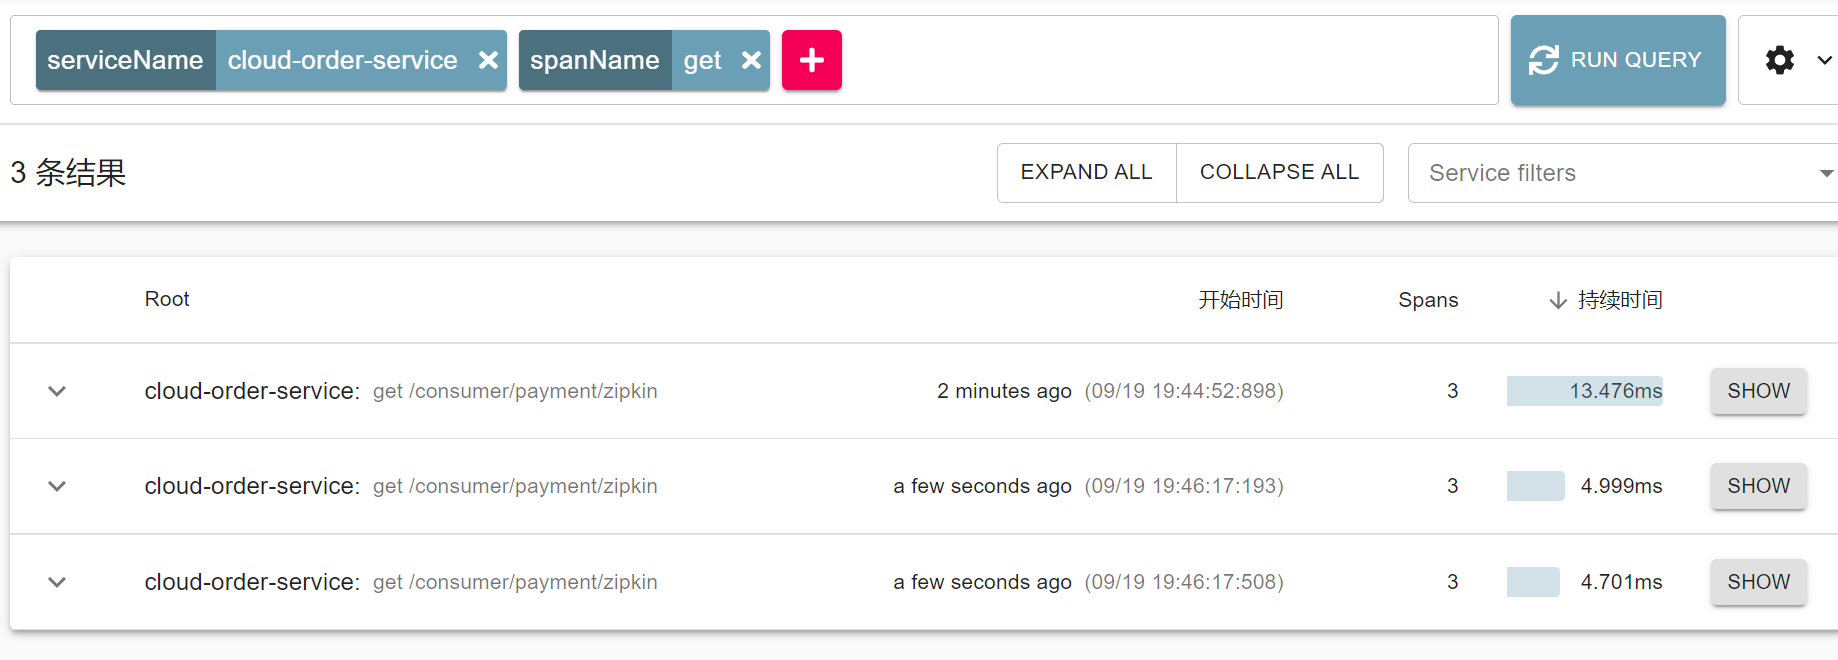 serviceName cloud-order-service spanName get RUN QUERY
3 条结果 EXPAND ALL COLLAPSE ALL Service filters
Root 开始时间 Spans 持续时间
cloud-order-service: get /consumer/payment/zipkin 2 minutes ago (09/19 19:44:52:898) 3 13.476ms SHOW
cloud-order-service: get /consumer/payment/zipkin a few seconds ago (09/19 19:46:17:193) 3 4.999ms SHOW
cloud-order-service: get /consumer/payment/zipkin a few seconds ago (09/19 19:46:17:508) 3 4.701ms SHOW